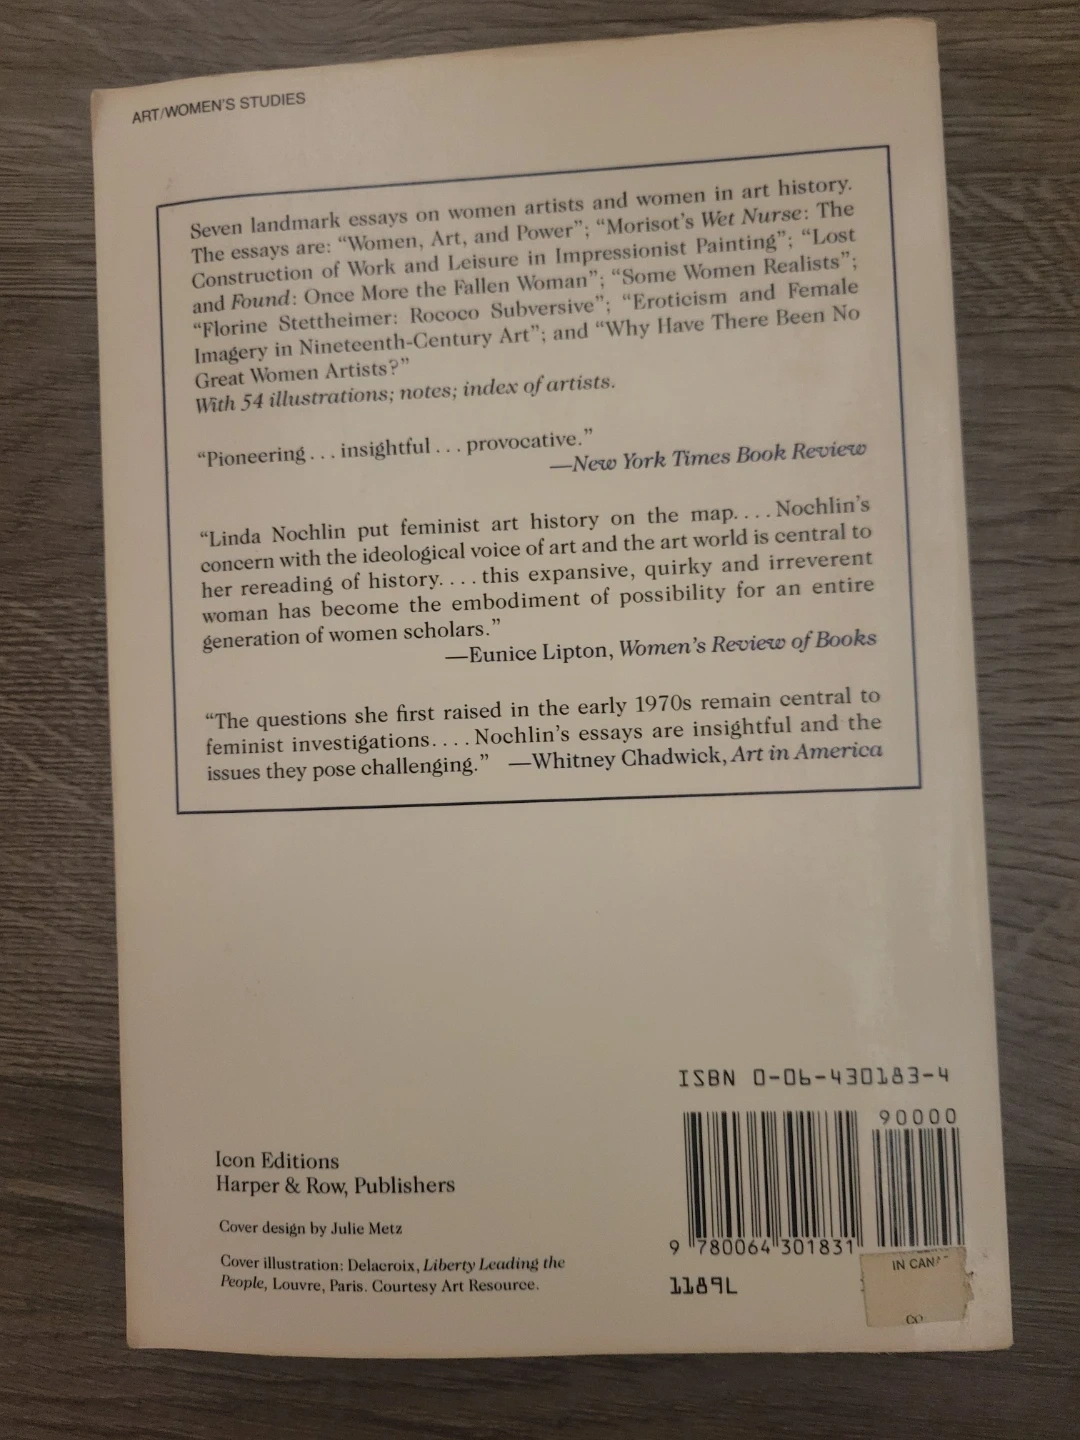 ART/WOMEN'S STUDIES
Seven landmark essays on women artists and women in art history.
The essays are: “Women, Art, and Power”; “Morisot’s Wet Nurse: The
Construction of Work and Leisure in Impressionist Painting”; “Lost
and Found: Once More the Fallen Woman”; “Some Women Realists”;
“Florine Stettheimer: Rococo Subversive”; “Eroticism and Female
Imagery in Nineteenth-Century Art”; and “Why Have There Been No
Great Women Artists?”
With 54 illustrations; notes; index of artists.
“Pioneering . . . insightful . . . provocative.”
—New York Times Book Review
“Linda Nochlin put feminist art history on the map. . . . Nochlin’s
concern with the ideological voice of art and the art world is central to
her rereading of history. . . . this expansive, quirky and irreverent
woman has become the embodiment of possibility for an entire
generation of women scholars.”
—Eunice Lipton, Women’s Review of Books
“The questions she first raised in the early 1970s remain central to
feminist investigations. . . . Nochlin’s essays are insightful and the
issues they pose challenging.” —Whitney Chadwick, Art in America
ISBN 0-06-430183-4
90000
Icon Editions
Harper & Row, Publishers
Cover design by Julie Metz
Cover illustration: Delacroix, Liberty Leading the
People, Louvre, Paris. Courtesy Art Resource.
9 780064 301831
1189L
IN